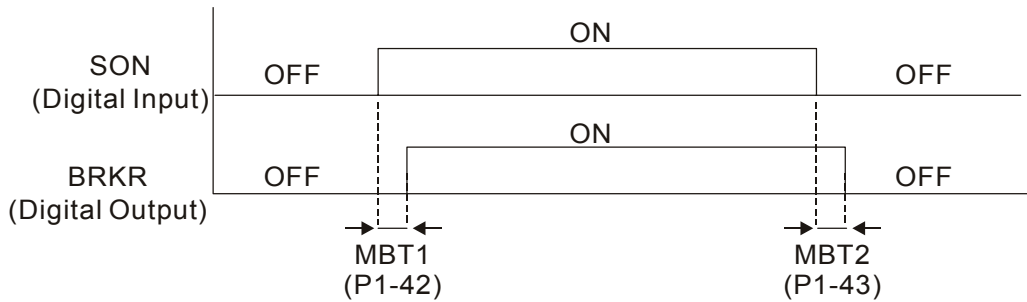 ON
SON
(Digital Input)
OFF
OFF
ON
BRKR
(Digital Output)
OFF
OFF
MBT1
(P1-42)
MBT2
(P1-43)